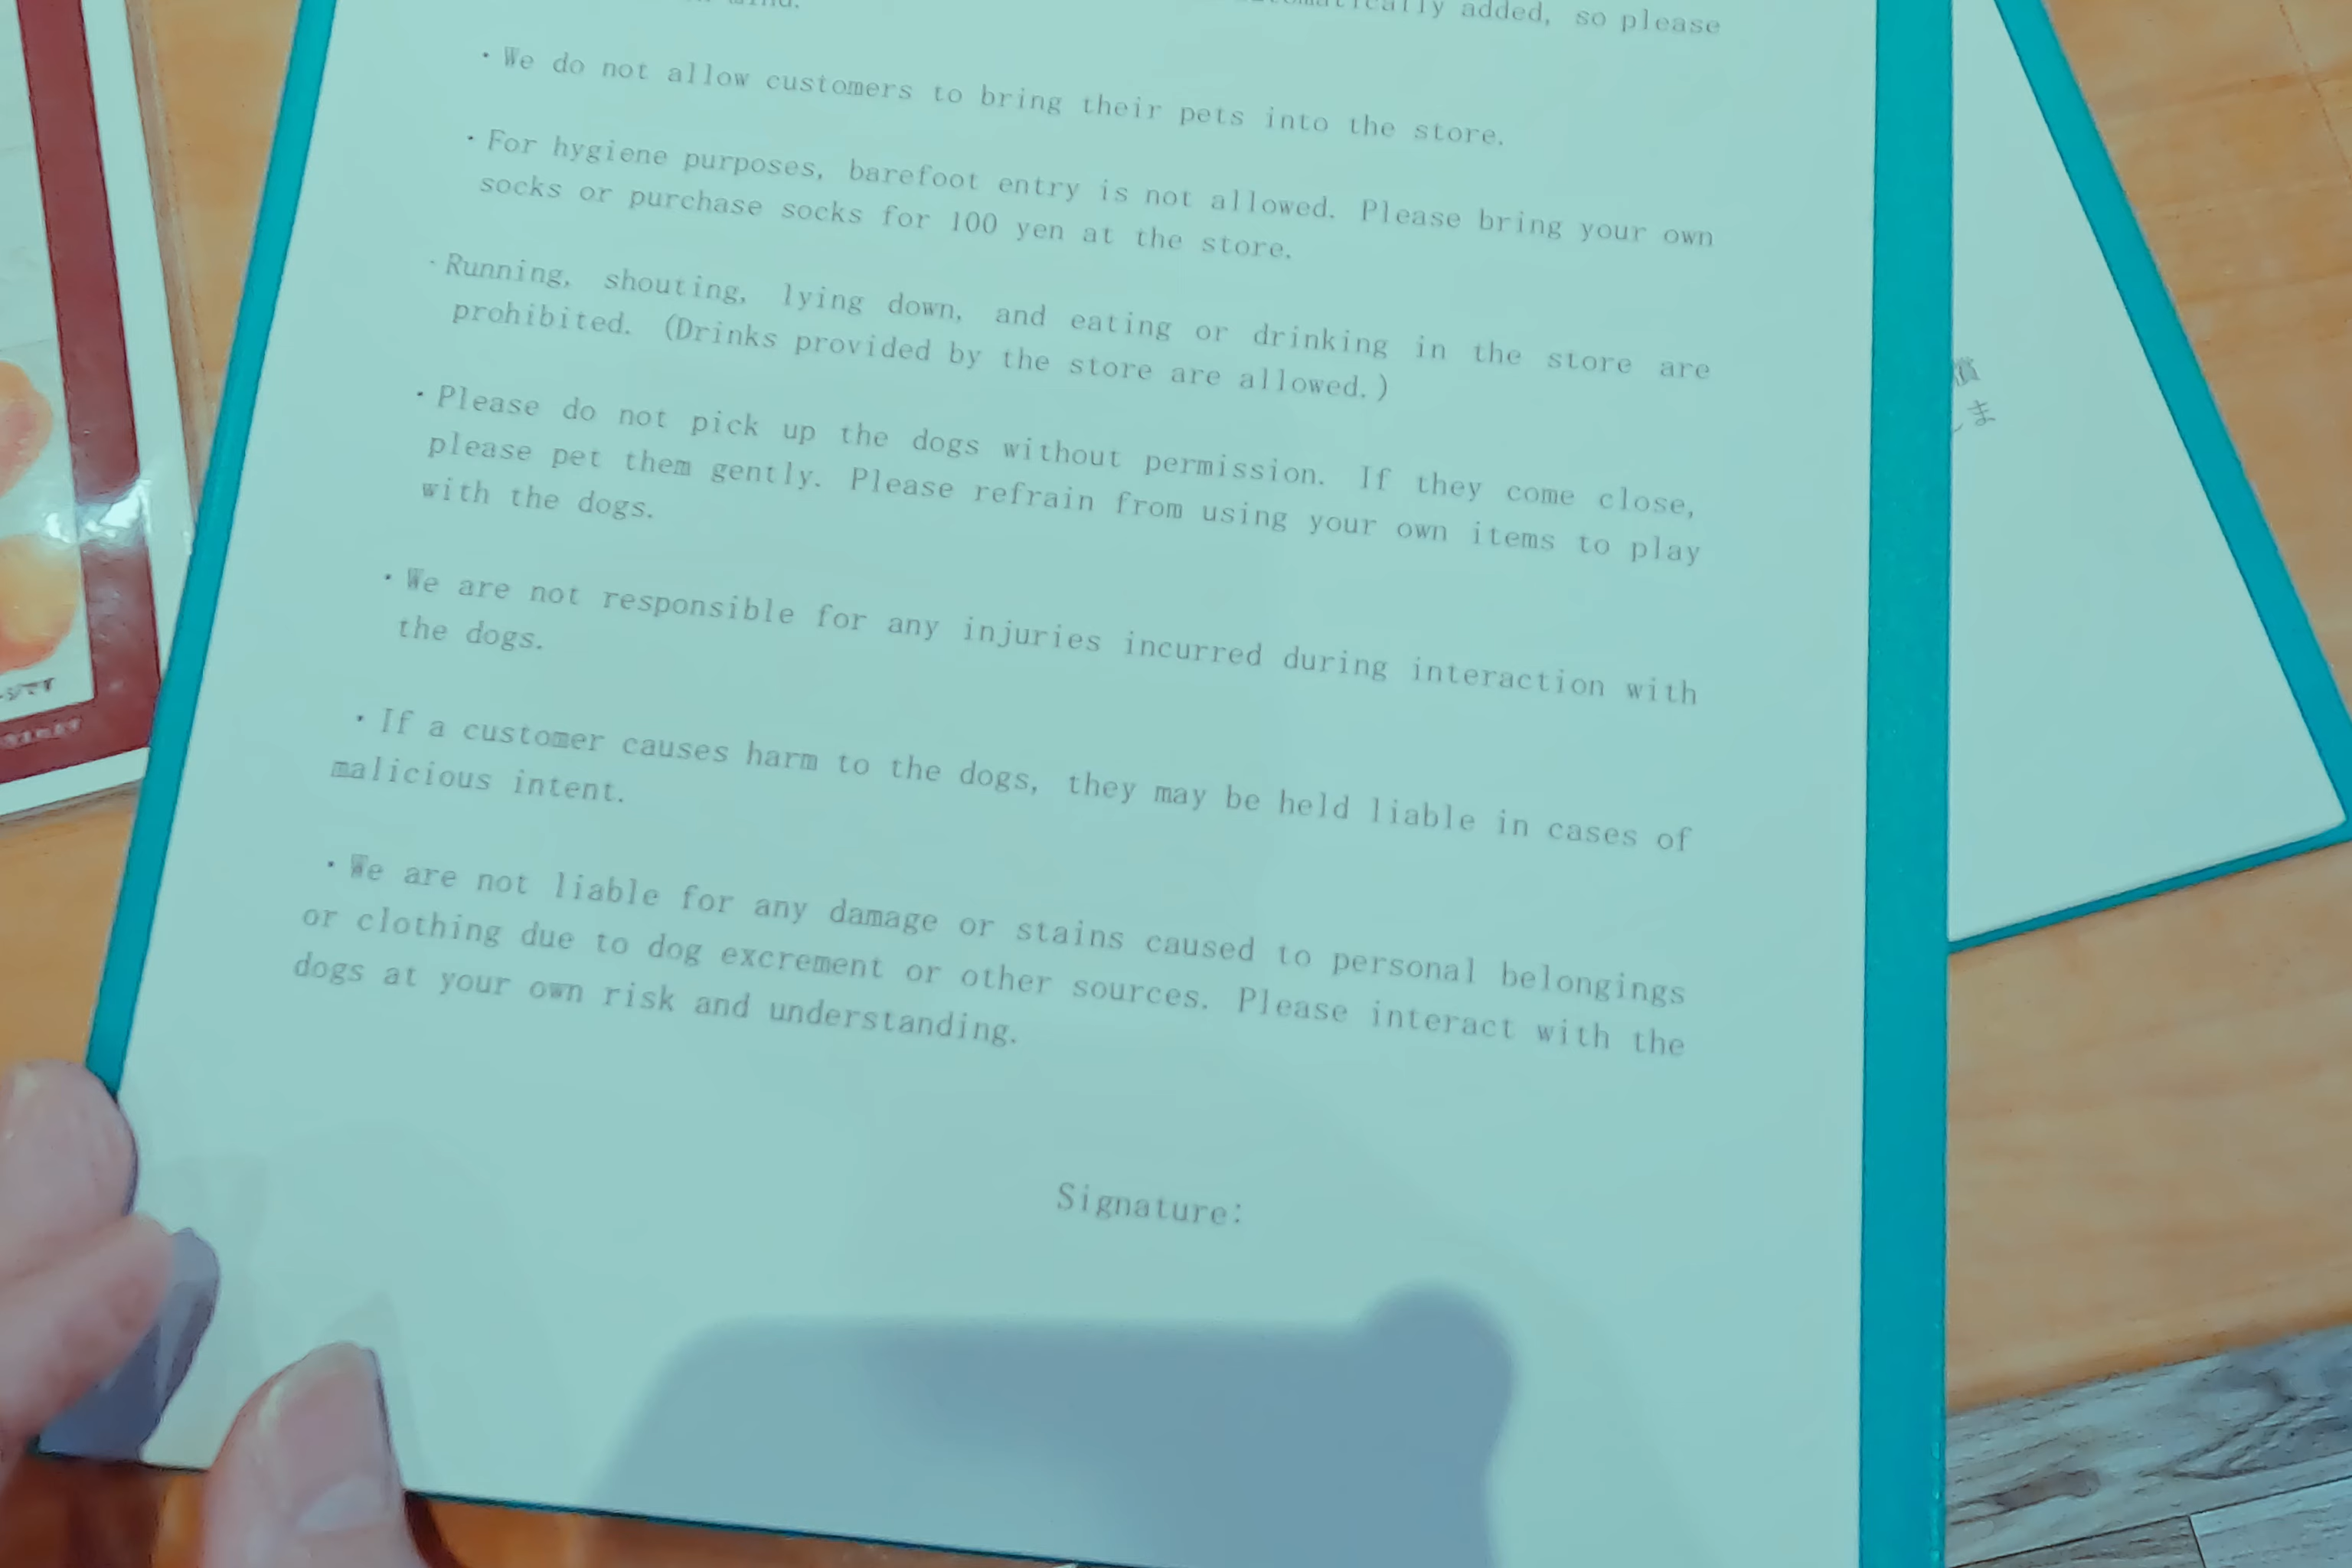 mind.
automatically added, so please
・We do not allow customers to bring their pets into the store.
・For hygiene purposes, barefoot entry is not allowed. Please bring your own
socks or purchase socks for 100 yen at the store.
・Running, shouting, lying down, and eating or drinking in the store are
prohibited. (Drinks provided by the store are allowed.)
・Please do not pick up the dogs without permission. If they come close,
please pet them gently. Please refrain from using your own items to play
with the dogs.
・We are not responsible for any injuries incurred during interaction with
the dogs.
・If a customer causes harm to the dogs, they may be held liable in cases of
malicious intent.
・We are not liable for any damage or stains caused to personal belongings
or clothing due to dog excrement or other sources. Please interact with the
dogs at your own risk and understanding.
Signature:
償
しま
です